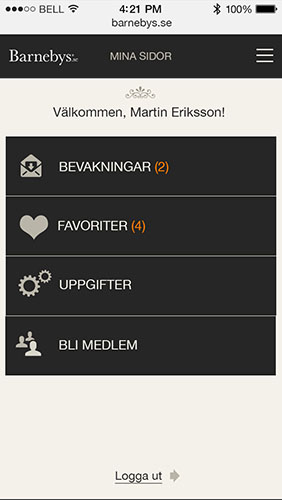 BELL 4:21 PM 100%
barnebys.se
Barnebys.se MINA SIDOR
Välkommen, Martin Eriksson!
BEVAKNINGAR (2)
FAVORITER (4)
UPPGIFTER
BLI MEDLEM
Logga ut